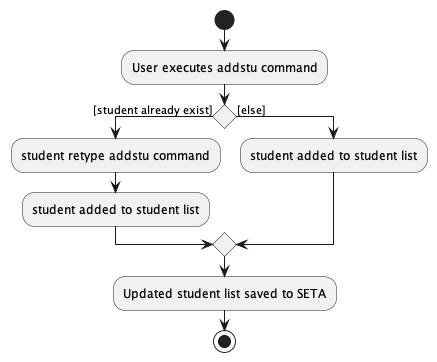 User executes addstu command
[student already exist]
[else]
student retype addstu command
student added to student list
student added to student list
Updated student list saved to SETA